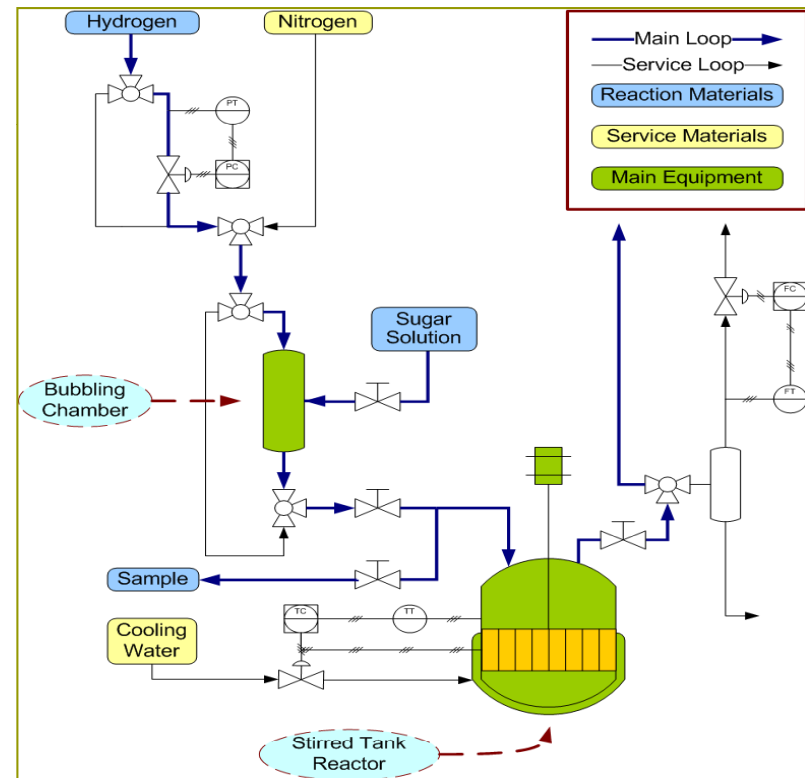 Hydrogen
Nitrogen
Main Loop
Service Loop
Reaction Materials
Service Materials
Main Equipment
PT
PC
FC
FT
Sugar
Solution
Bubbling
Chamber
Sample
TC
TT
Cooling
Water
Stirred Tank
Reactor